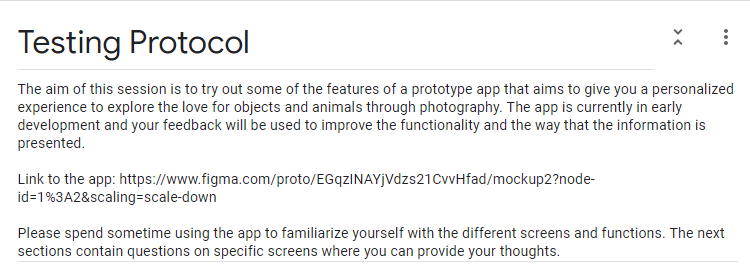 Testing Protocol
The aim of this session is to try out some of the features of a prototype app that aims to give you a personalized
experience to explore the love for objects and animals through photography. The app is currently in early
development and your feedback will be used to improve the functionality and the way that the information is
presented.
Link to the app: https://www.figma.com/proto/EGqzINAYjVdzs21CvvHfad/mockup2?node-
id=1%3A2&scaling=scale-down
Please spend sometime using the app to familiarize yourself with the different screens and functions. The next
sections contain questions on specific screens where you can provide your thoughts.